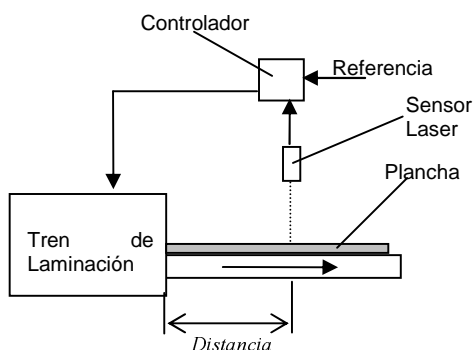 Controlador
Referencia
Sensor
Laser
Plancha
Tren de
Laminación
Distancia